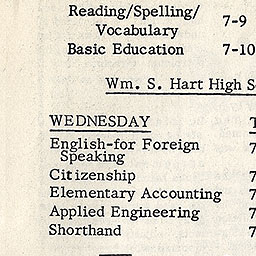 Reading/Spelling/ 7-9
Vocabulary
Basic Education 7-10
Wm. S. Hart High S
WEDNESDAY T
English-for Foreign 7
Speaking
Citizenship 7
Elementary Accounting 7
Applied Engineering 7
Shorthand 7